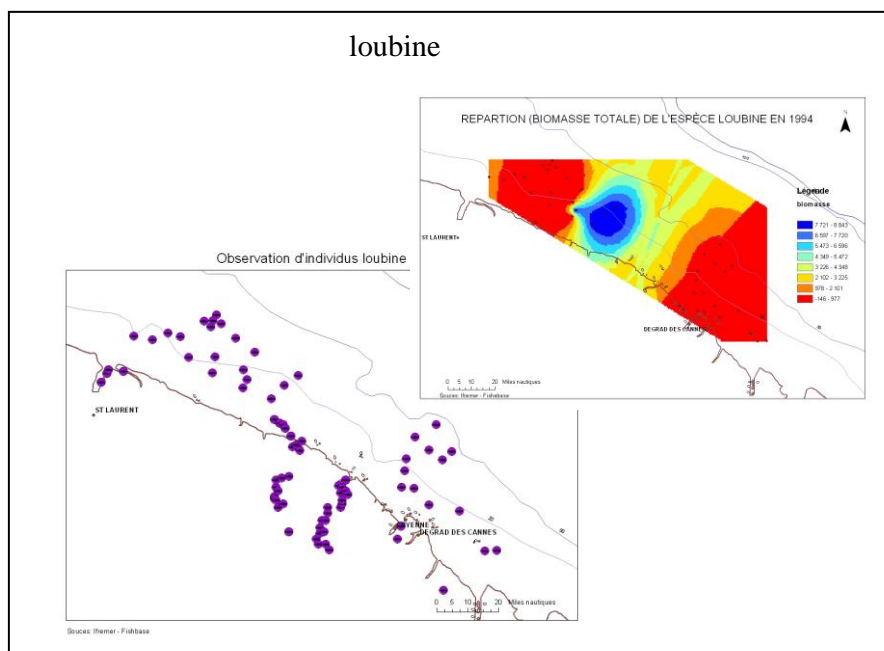 loubine
REPARTION (BIOMASSE TOTALE) DE L'ESPÈCE LOUBINE EN 1994
Légende
biomasse
7 721 - 8 843
6 597 - 7 720
5 473 - 6 596
4 349 - 5 472
3 226 - 4 348
2 102 - 3 225
978 - 2 101
-146 - 977
ST LAURENT
DEGRAD DES CANNES
0 5 10 20 Miles nautiques
Souces: Ifremer - Fishbase
Observation d'individus loubine
ST LAURENT
CAYENNE
DEGRAD DES CANNES
0 5 10 20 Miles nautiques
Souces: Ifremer - Fishbase